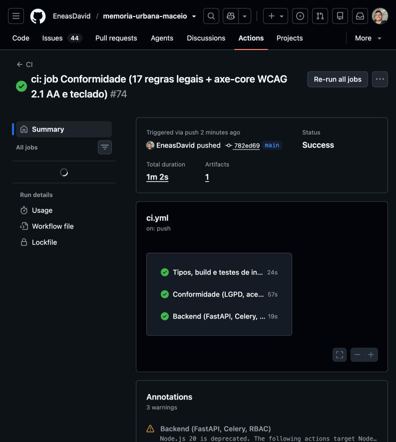 EneasDavid / memoria-urbana-maceio
Code Issues 44 Pull requests Agents Discussions Actions Projects More
← CI
ci: job Conformidade (17 regras legais + axe-core WCAG
2.1 AA e teclado) #74
Re-run all jobs
Summary
All jobs
Run details
Usage
Workflow file
Lockfile
Triggered via push 2 minutes ago
EneasDavid pushed 782ed69 main
Status
Success
Total duration
1m 2s
Artifacts
1
ci.yml
on: push
Tipos, build e testes de in... 24s
Conformidade (LGPD, ace... 57s
Backend (FastAPI, Celery, ... 19s
Annotations
3 warnings
Backend (FastAPI, Celery, RBAC)
Node.js 20 is deprecated. The following actions target Node…